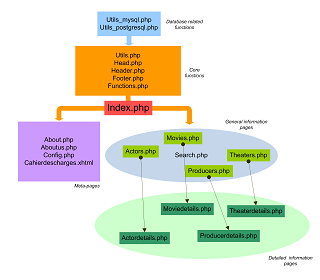 Utils_mysql.php
Utils_postgresql.php
Database related
functions
Utils.php
Head.php
Header.php
Footer.php
Functions.php
Core
functions
Index.php
General information
pages
About.php
Aboutus.php
Config.php
Cahierdescharges.xhtml
Meta-pages
Movies.php
Actors.php
Search.php
Theaters.php
Producers.php
Moviedetails.php
Theaterdetails.php
Actordetails.php
Producerdetails.php
Detailed information
pages